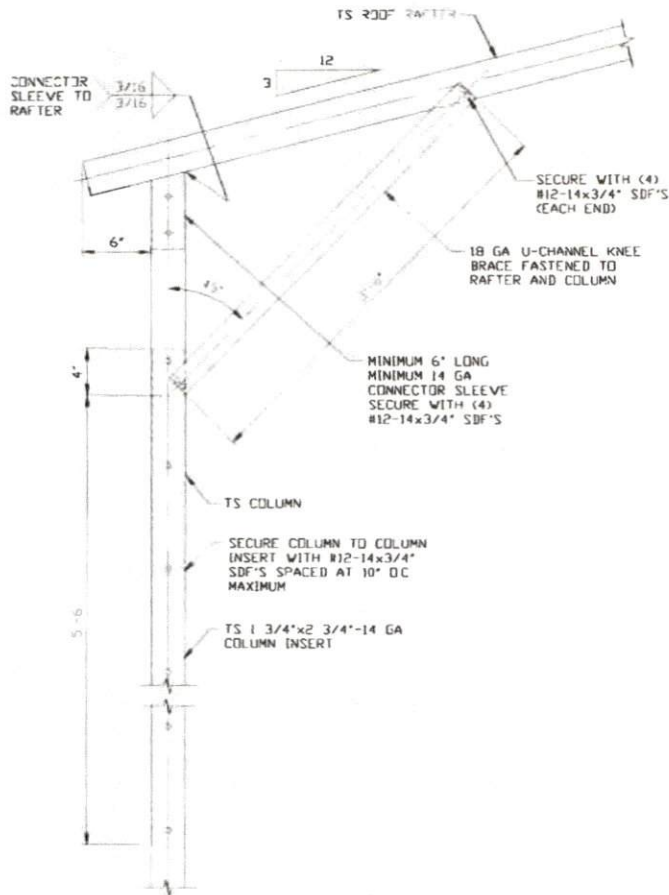 TS ROOF RAFTER
12
3
CONNECTOR
SLEEVE TO
RAFTER
3/16
3/16
SECURE WITH (4)
#12-14x3/4" SDF'S
(EACH END)
6"
18 GA U-CHANNEL KNEE
BRACE FASTENED TO
RAFTER AND COLUMN
45°
4"
MINIMUM 6" LONG
MINIMUM 14 GA
CONNECTOR SLEEVE
SECURE WITH (4)
#12-14x3/4" SDF'S
TS COLUMN
SECURE COLUMN TO COLUMN
INSERT WITH #12-14x3/4"
SDF'S SPACED AT 10" OC
MAXIMUM
TS 1 3/4"x2 3/4"-14 GA
COLUMN INSERT